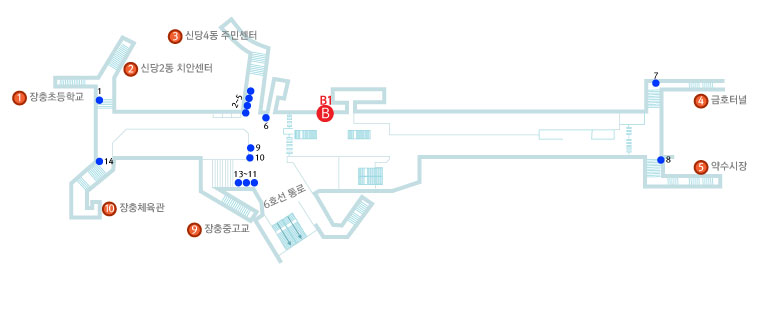 3 신당4동 주민센터
2 신당2동 치안센터
1 장충초등학교
1
2~5
6
B1
B
7
4 금호터널
9
10
14
8
5 약수시장
13~11
6호선 통로
10 장충체육관
9 장충중고교